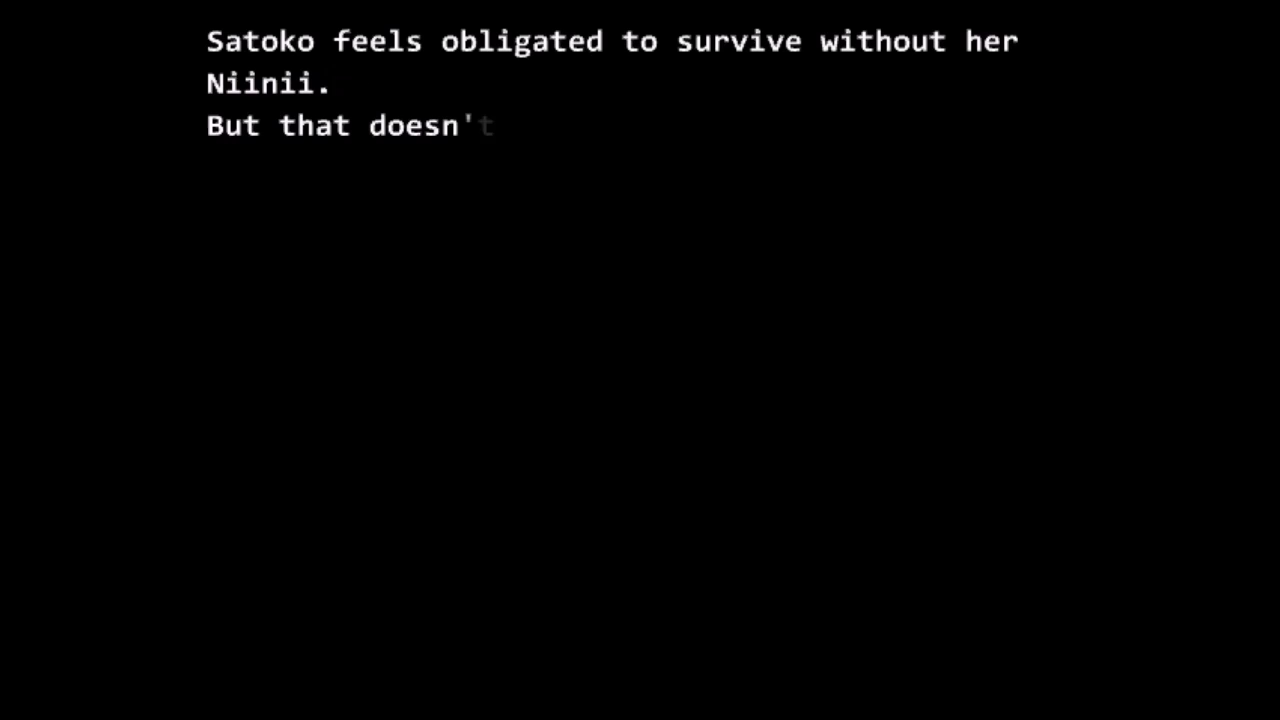 Satoko feels obligated to survive without her
Niinii.
But that doesn't